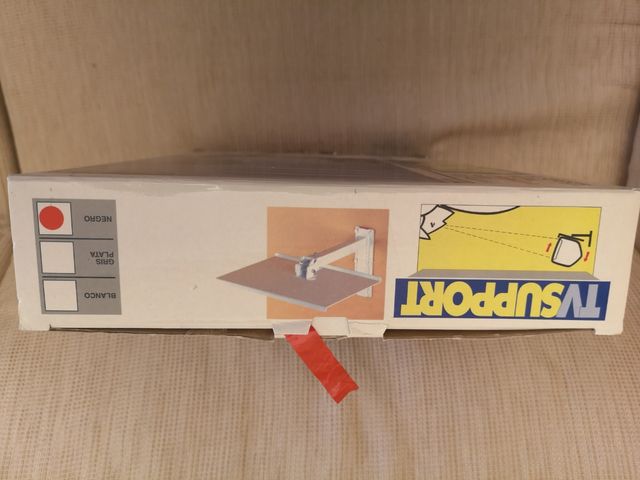 TVSUPPORT
BLANCO
GRIS
PLATA
NEGRO